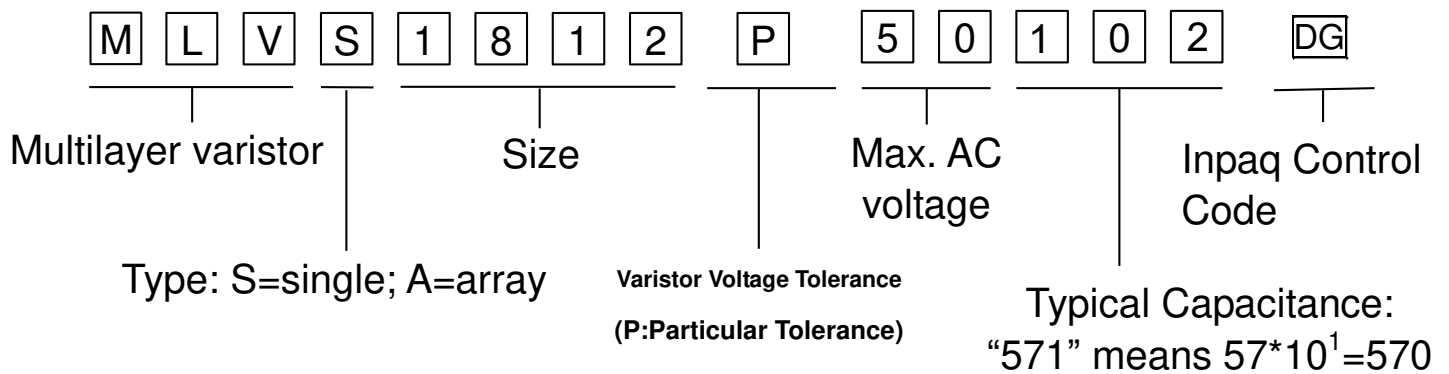 M L V S 1 8 1 2 P 5 0 1 0 2 DG
Multilayer varistor
Size
Max. AC
voltage
Inpaq Control
Code
Type: S=single; A=array
Varistor Voltage Tolerance
(P:Particular Tolerance)
Typical Capacitance:
“571” means 57*10¹=570